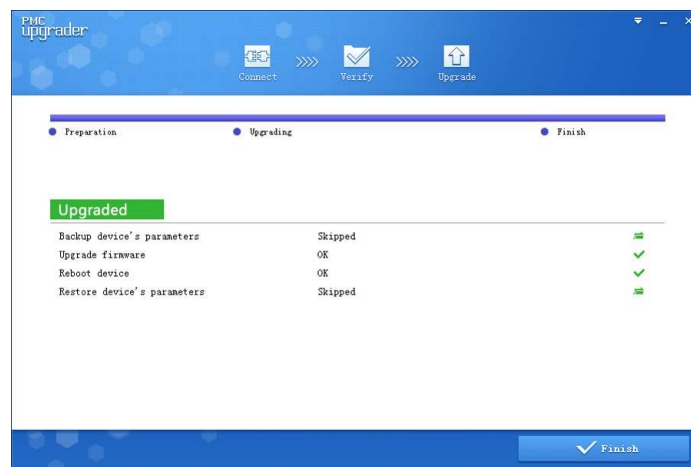 PMC
upgrader
Connect >>>> Verify >>>> Upgrade
Preparation Upgrading Finish
Upgraded
Backup device's parameters Skipped
Upgrade firmware OK
Reboot device OK
Restore device's parameters Skipped
Finish